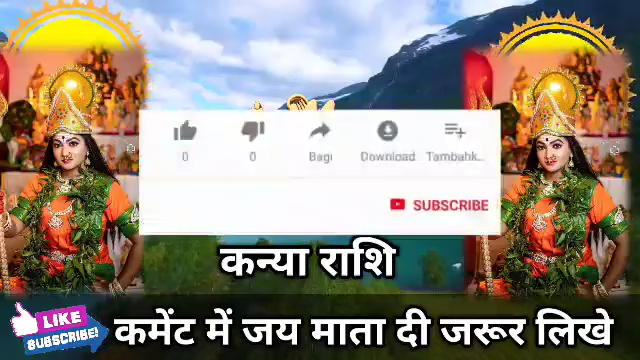 0 0 Bagi Download Tambahk...
SUBSCRIBE
कन्या राशि
LIKE
SUBSCRIBE!
कमेंट में जय माता दी जरूर लिखे